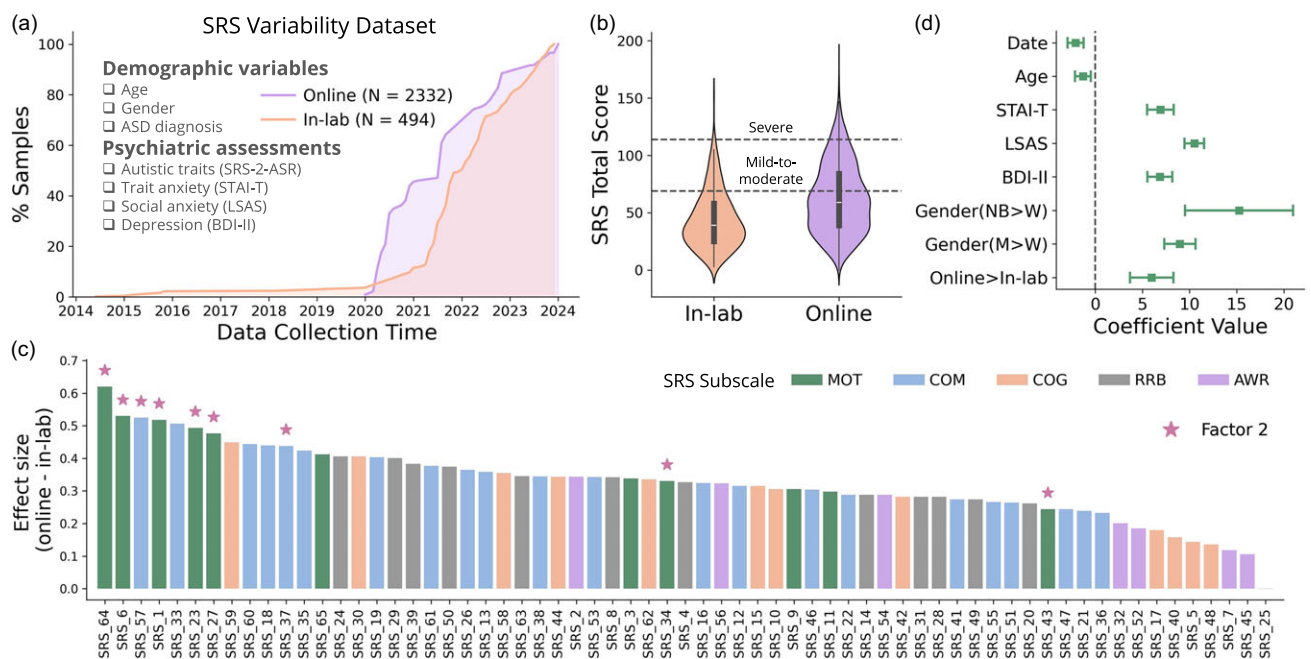 (a)
SRS Variability Dataset
% Samples
100
80
60
40
20
0
Demographic variables
Age
Gender
ASD diagnosis
Psychiatric assessments
Autistic traits (SRS-2-ASR)
Trait anxiety (STAI-T)
Social anxiety (LSAS)
Depression (BDI-II)
Online (N = 2332)
In-lab (N = 494)
2014 2015 2016 2017 2018 2019 2020 2021 2022 2023 2024
Data Collection Time
(b)
SRS Total Score
200
150
100
50
0
Severe
Mild-to-
moderate
In-lab Online
(d)
Date
Age
STAI-T
LSAS
BDI-II
Gender(NB>W)
Gender(M>W)
Online>In-lab
0 10 20
Coefficient Value
(c)
Effect size
(online - in-lab)
0.7
0.6
0.5
0.4
0.3
0.2
0.1
0.0
SRS Subscale MOT COM COG RRB AWR
Factor 2
SRS_64
SRS_6
SRS_57
SRS_1
SRS_33
SRS_23
SRS_27
SRS_59
SRS_60
SRS_18
SRS_37
SRS_35
SRS_65
SRS_24
SRS_30
SRS_19
SRS_29
SRS_39
SRS_61
SRS_50
SRS_26
SRS_13
SRS_58
SRS_63
SRS_38
SRS_44
SRS_2
SRS_53
SRS_8
SRS_3
SRS_62
SRS_34
SRS_4
SRS_16
SRS_56
SRS_12
SRS_15
SRS_10
SRS_9
SRS_46
SRS_11
SRS_22
SRS_14
SRS_54
SRS_42
SRS_31
SRS_28
SRS_41
SRS_49
SRS_55
SRS_51
SRS_20
SRS_43
SRS_47
SRS_21
SRS_36
SRS_32
SRS_52
SRS_17
SRS_40
SRS_5
SRS_48
SRS_7
SRS_45
SRS_25